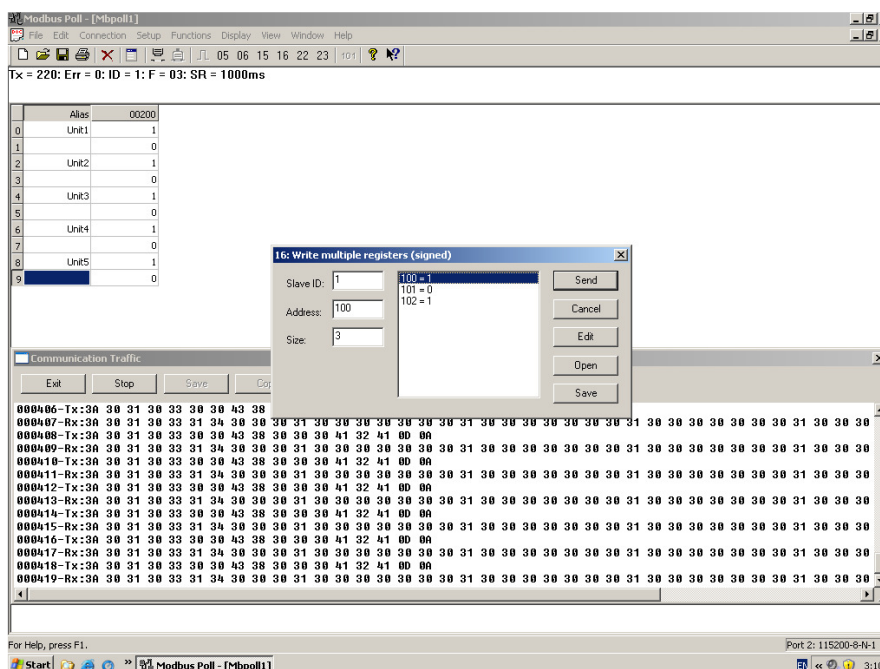 Modbus Poll - [Mbpoll1]
File Edit Connection Setup Functions Display View Window Help
05 06 15 16 22 23 101
Tx = 220: Err = 0: ID = 1: F = 03: SR = 1000ms
Alias 00200
0 Unit1 1
1 0
2 Unit2 1
3 0
4 Unit3 1
5 0
6 Unit4 1
7 0
8 Unit5 1
9 0
16: Write multiple registers (signed)
Slave ID: 1
Address: 100
Size: 3
100 = 1
101 = 0
102 = 1
Send
Cancel
Edit
Open
Save
Communication Traffic
Exit Stop Save
000406-Tx:3A 30 31 30 33 30 30 43 38
000407-Rx:3A 30 31 30 33 31 34 30 30 30 31 30 30 30 30 30 30 30 31 30 30 30 30 30 30 30 31 30 30 30 30 30 30 30 31 30 30 30
000408-Tx:3A 30 31 30 33 30 30 43 38 30 30 30 41 32 41 0D 0A
000409-Rx:3A 30 31 30 33 31 34 30 30 30 31 30 30 30 30 30 30 30 31 30 30 30 30 30 30 30 31 30 30 30 30 30 30 30 31 30 30 30
000410-Tx:3A 30 31 30 33 30 30 43 38 30 30 30 41 32 41 0D 0A
000411-Rx:3A 30 31 30 33 31 34 30 30 30 31 30 30 30 30 30 30 30 31 30 30 30 30 30 30 30 31 30 30 30 30 30 30 30 31 30 30 30
000412-Tx:3A 30 31 30 33 30 30 43 38 30 30 30 41 32 41 0D 0A
000413-Rx:3A 30 31 30 33 31 34 30 30 30 31 30 30 30 30 30 30 30 31 30 30 30 30 30 30 30 31 30 30 30 30 30 30 30 31 30 30 30
000414-Tx:3A 30 31 30 33 30 30 43 38 30 30 30 41 32 41 0D 0A
000415-Rx:3A 30 31 30 33 31 34 30 30 30 31 30 30 30 30 30 30 30 31 30 30 30 30 30 30 30 31 30 30 30 30 30 30 30 31 30 30 30
000416-Tx:3A 30 31 30 33 30 30 43 38 30 30 30 41 32 41 0D 0A
000417-Rx:3A 30 31 30 33 31 34 30 30 30 31 30 30 30 30 30 30 30 31 30 30 30 30 30 30 30 31 30 30 30 30 30 30 30 31 30 30 30
000418-Tx:3A 30 31 30 33 30 30 43 38 30 30 30 41 32 41 0D 0A
000419-Rx:3A 30 31 30 33 31 34 30 30 30 31 30 30 30 30 30 30 30 31 30 30 30 30 30 30 30 31 30 30 30 30 30 30 30 31 30 30 30
For Help, press F1.
Port 2: 115200-8-N-1
Start Modbus Poll - [Mbpoll1]